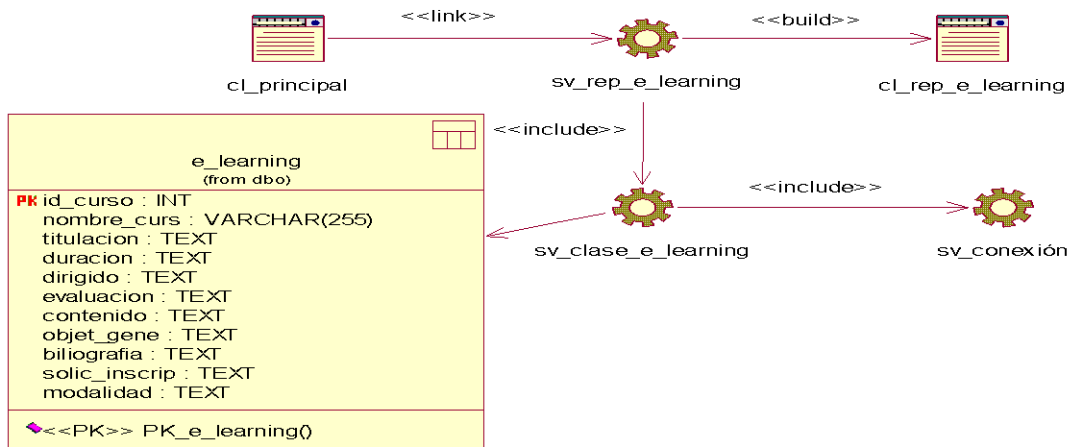 <<link>>
<<build>>
cl_principal
sv_rep_e_learning
cl_rep_e_learning
<<include>>
e_learning
(from dbo)
PK id_curso : INT
nombre_curs : VARCHAR(255)
titulacion : TEXT
duracion : TEXT
dirigido : TEXT
evaluacion : TEXT
contenido : TEXT
objet_gene : TEXT
biliografia : TEXT
solic_inscrip : TEXT
modalidad : TEXT
<<PK>> PK_e_learning()
<<include>>
sv_clase_e_learning
sv_conexión